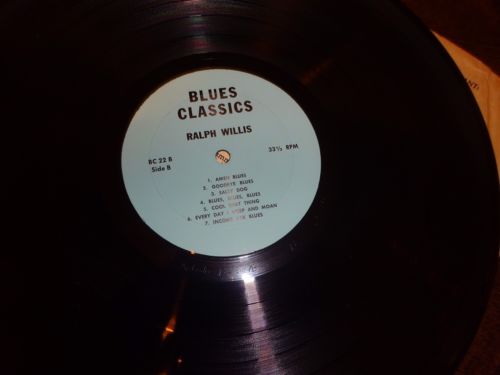 BLUES
CLASSICS
RALPH WILLIS
BC 22 B
Side B
33⅓ RPM
1. AMEN BLUES
2. GOODBYE BLUES
3. SALTY DOG
4. BLUES, BLUES, BLUES
5. COOL THAT THING
6. EVERY DAY I WEEP AND MOAN
7. INCOME TAX BLUES